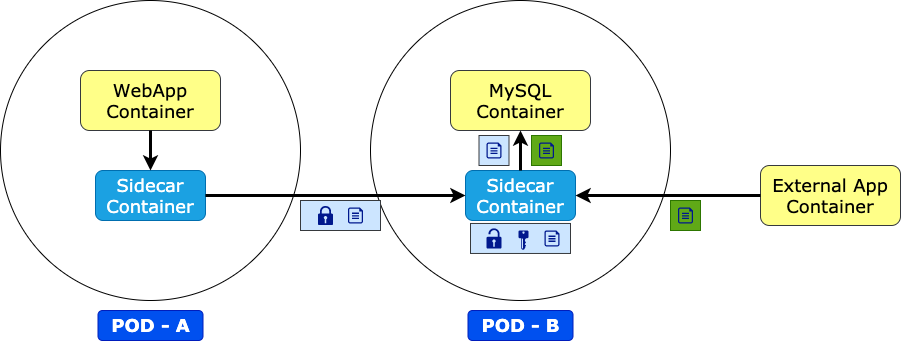 WebApp
Container
Sidecar
Container
POD - A
MySQL
Container
Sidecar
Container
POD - B
External App
Container